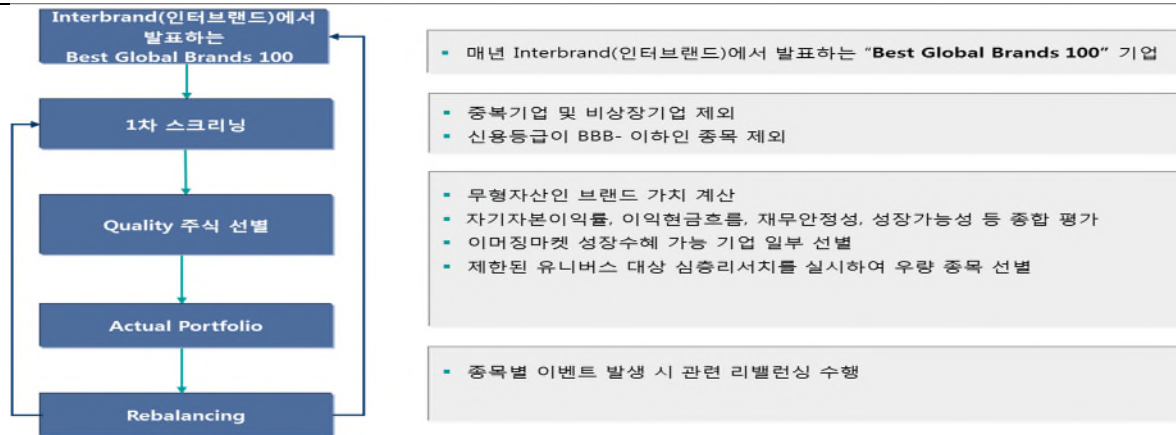 Interbrand(인터브랜드)에서
발표하는
Best Global Brands 100
▪ 매년 Interbrand(인터브랜드)에서 발표하는 “Best Global Brands 100” 기업
1차 스크리닝
▪ 중복기업 및 비상장기업 제외
▪ 신용등급이 BBB- 이하인 종목 제외
Quality 주식 선별
▪ 무형자산인 브랜드 가치 계산
▪ 자기자본이익률, 이익현금흐름, 재무안정성, 성장가능성 등 종합 평가
▪ 이머징마켓 성장수혜 가능 기업 일부 선별
▪ 제한된 유니버스 대상 심층리서치를 실시하여 우량 종목 선별
Actual Portfolio
▪ 종목별 이벤트 발생 시 관련 리밸런싱 수행
Rebalancing